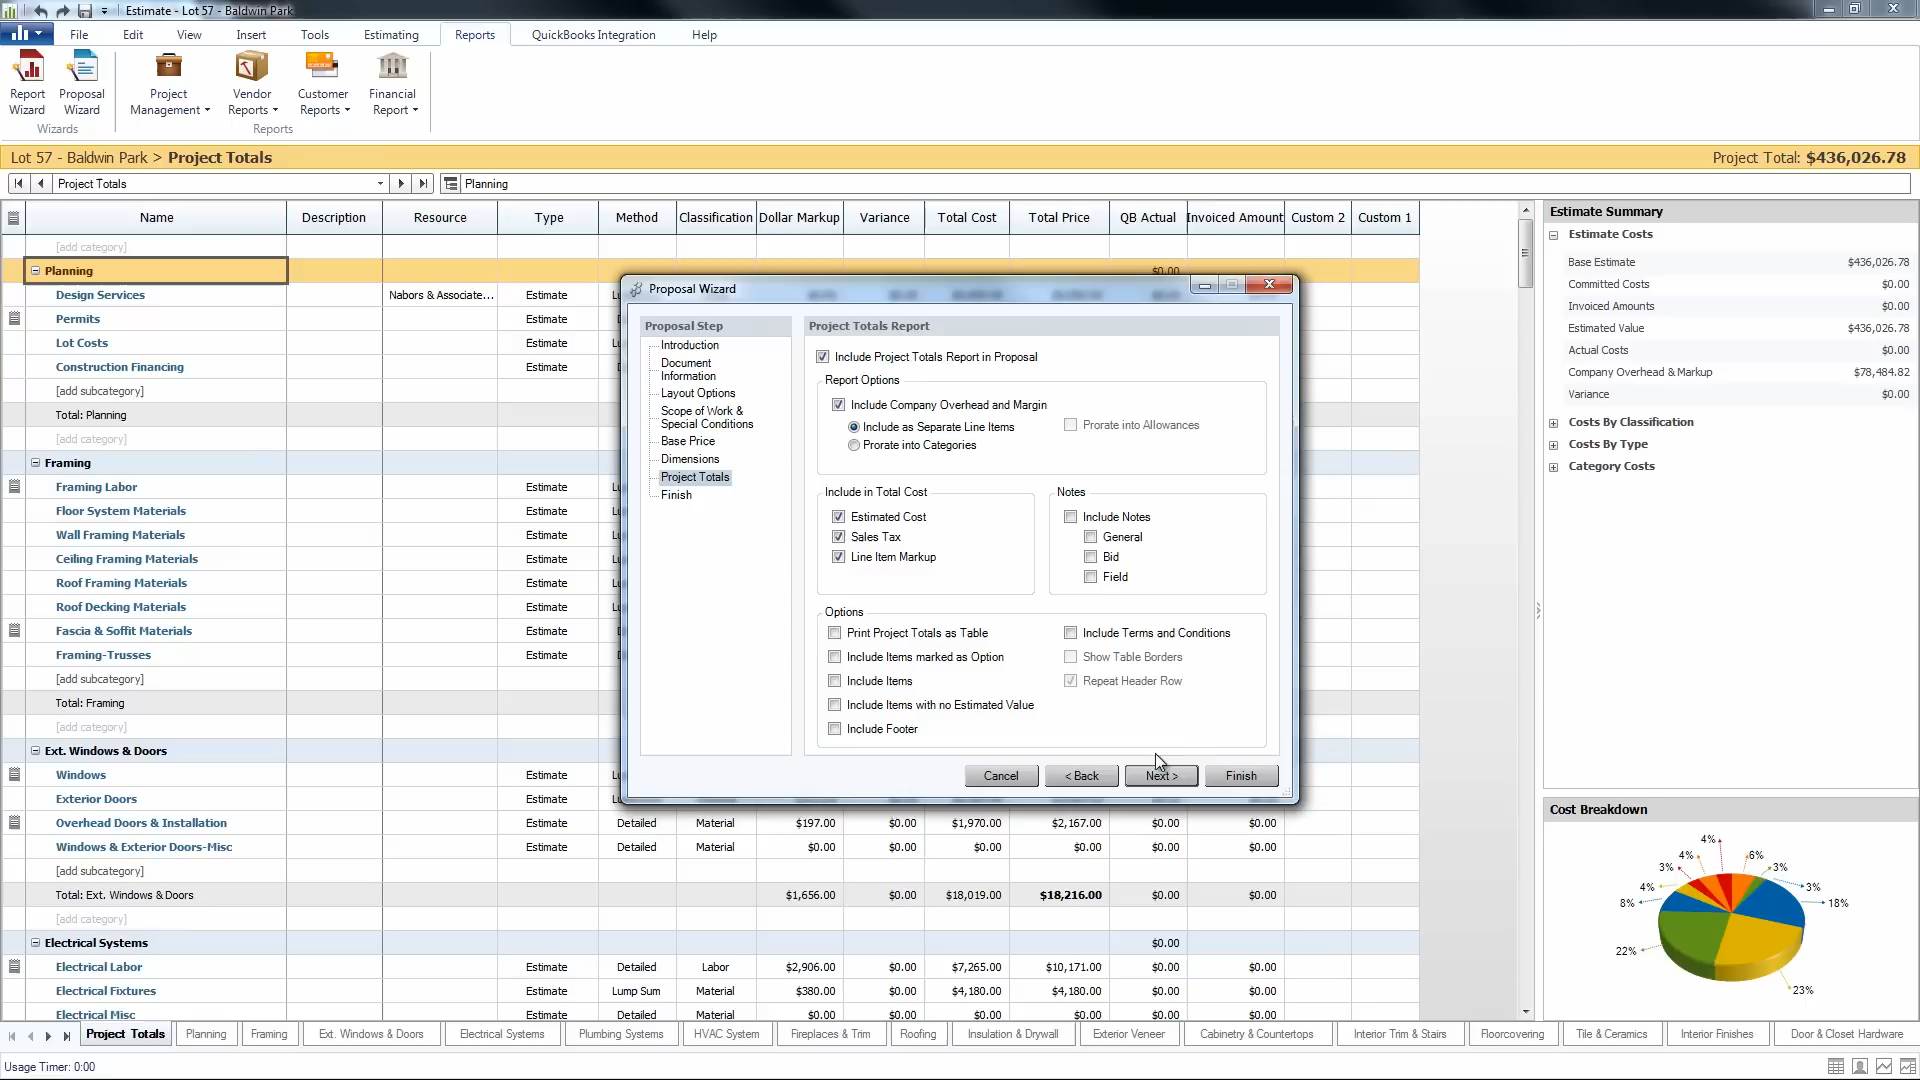 Estimate - Lot 57 - Baldwin Park
File Edit View Insert Tools Estimating Reports QuickBooks Integration Help
Report Wizard
Proposal Wizard
Project Management
Vendor Reports
Customer Reports
Financial Report
Wizards Reports
Lot 57 - Baldwin Park > Project Totals
Project Total: $436,026.78
Project Totals
Planning
Name Description Resource Type Method Classification Dollar Markup Variance Total Cost Total Price QB Actual Invoiced Amount Custom 2 Custom 1
[add category]
Planning
Design Services Nabors & Associate... Estimate
Permits Estimate
Lot Costs Estimate
Construction Financing Estimate
[add subcategory]
Total: Planning
[add category]
Framing
Framing Labor Estimate
Floor System Materials Estimate
Wall Framing Materials Estimate
Ceiling Framing Materials Estimate
Roof Framing Materials Estimate
Roof Decking Materials Estimate
Fascia & Soffit Materials Estimate
Framing-Trusses Estimate
[add subcategory]
Total: Framing
[add category]
Ext. Windows & Doors
Windows Estimate
Exterior Doors Estimate
Overhead Doors & Installation Estimate Detailed Material $197.00 $0.00 $1,970.00 $2,167.00 $0.00 $0.00
Windows & Exterior Doors-Misc Estimate Detailed Material $0.00 $0.00 $0.00 $0.00 $0.00 $0.00
[add subcategory]
Total: Ext. Windows & Doors $1,656.00 $0.00 $18,019.00 $18,216.00 $0.00 $0.00
[add category]
Electrical Systems $0.00
Electrical Labor Estimate Detailed Labor $2,906.00 $0.00 $7,265.00 $10,171.00 $0.00 $0.00
Electrical Fixtures Estimate Lump Sum Material $380.00 $0.00 $4,180.00 $4,180.00 $0.00 $0.00
Electrical Misc Estimate Detailed Material $0.00 $0.00 $0.00 $0.00 $0.00 $0.00
Proposal Wizard
Proposal Step
Introduction
Document
Information
Layout Options
Scope of Work &
Special Conditions
Base Price
Dimensions
Project Totals
Finish
Project Totals Report
Include Project Totals Report in Proposal
Report Options
Include Company Overhead and Margin
Include as Separate Line Items
Prorate into Allowances
Prorate into Categories
Include in Total Cost
Estimated Cost
Sales Tax
Line Item Markup
Notes
Include Notes
General
Bid
Field
Options
Print Project Totals as Table
Include Items marked as Option
Include Items
Include Items with no Estimated Value
Include Footer
Include Terms and Conditions
Show Table Borders
Repeat Header Row
Cancel < Back Next > Finish
Estimate Summary
Estimate Costs
Base Estimate $436,026.78
Committed Costs $0.00
Invoiced Amounts $0.00
Estimated Value $436,026.78
Actual Costs $0.00
Company Overhead & Markup $78,484.82
Variance $0.00
Costs By Classification
Costs By Type
Category Costs
Cost Breakdown
4%
4%
6%
3%
3%
4%
3%
8%
18%
22%
23%
Project Totals Planning Framing Ext. Windows & Doors Electrical Systems Plumbing Systems HVAC System Fireplaces & Trim Roofing Insulation & Drywall Exterior Veneer Cabinetry & Countertops Interior Trim & Stairs Floorcovering Tile & Ceramics Interior Finishes Door & Closet Hardware
Usage Timer: 0:00